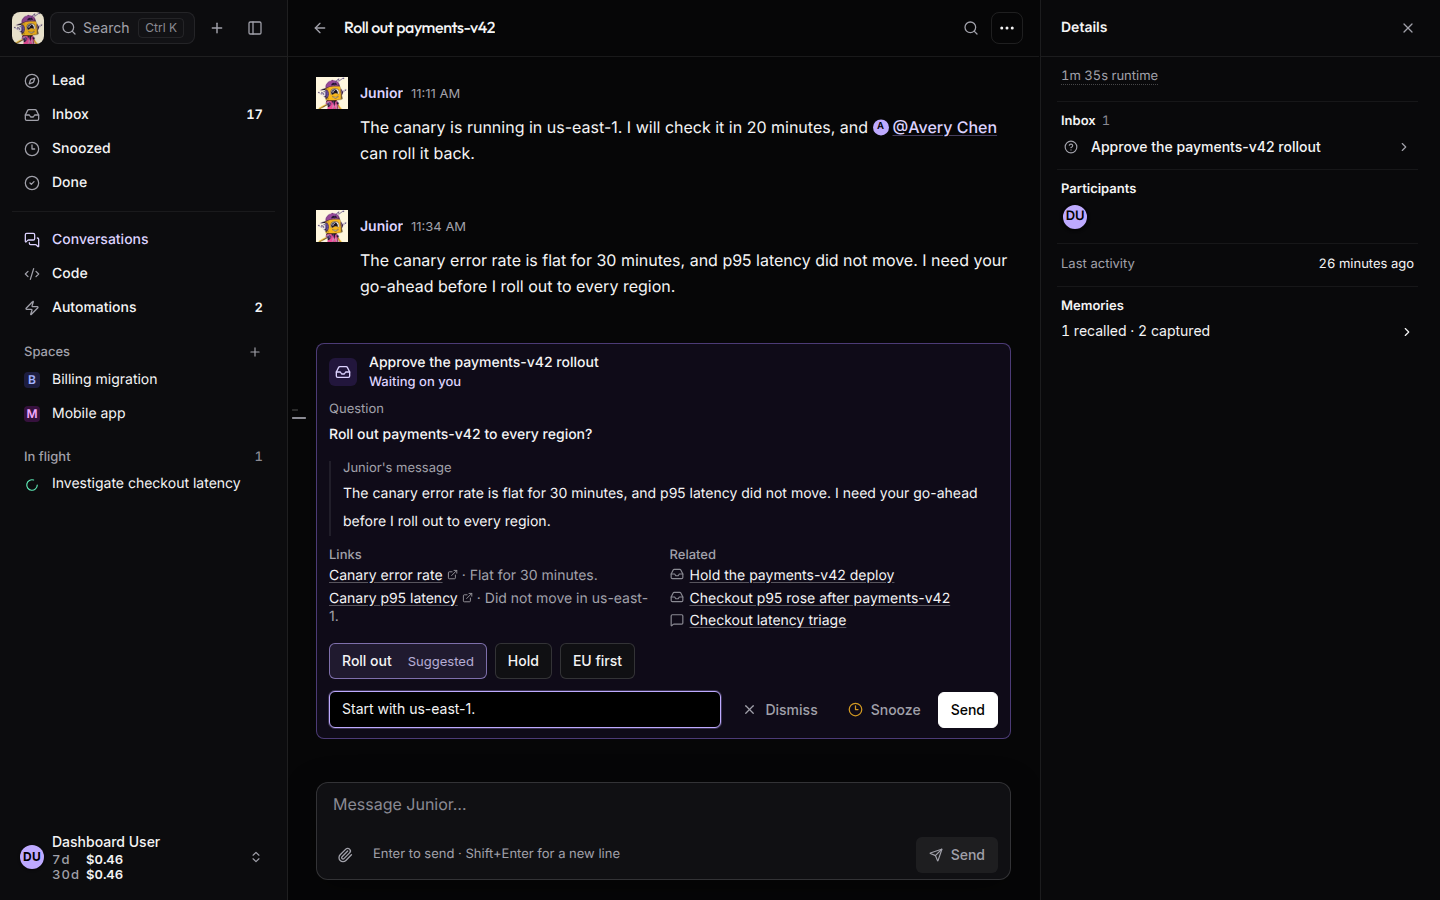 Search Ctrl K
Lead
Inbox 17
Snoozed
Done
Conversations
Code
Automations 2
Spaces
B Billing migration
M Mobile app
In flight 1
Investigate checkout latency
DU Dashboard User
7d $0.46
30d $0.46
Roll out payments-v42
Junior 11:11 AM
The canary is running in us-east-1. I will check it in 20 minutes, and A @Avery Chen
can roll it back.
Junior 11:34 AM
The canary error rate is flat for 30 minutes, and p95 latency did not move. I need your
go-ahead before I roll out to every region.
Approve the payments-v42 rollout
Waiting on you
Question
Roll out payments-v42 to every region?
Junior's message
The canary error rate is flat for 30 minutes, and p95 latency did not move. I need your go-ahead
before I roll out to every region.
Links
Canary error rate · Flat for 30 minutes.
Canary p95 latency · Did not move in us-east-
1.
Related
Hold the payments-v42 deploy
Checkout p95 rose after payments-v42
Checkout latency triage
Roll out Suggested Hold EU first
Start with us-east-1. Dismiss Snooze Send
Message Junior...
Enter to send · Shift+Enter for a new line Send
Details
1m 35s runtime
Inbox 1
Approve the payments-v42 rollout
Participants
DU
Last activity 26 minutes ago
Memories
1 recalled · 2 captured